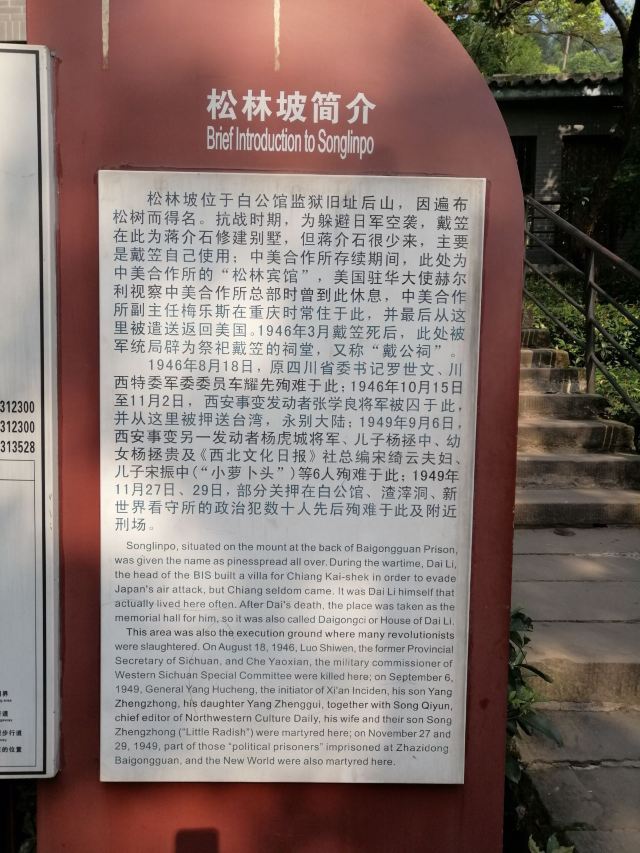 松林坡简介
Brief Introduction to Songlinpo
松林坡位于白公馆监狱旧址后山，因遍布
松树而得名。抗战时期，为躲避日军空袭，戴笠
在此为蒋介石修建别墅，但蒋介石很少来，主要
是戴笠自己使用；中美合作所存续期间，此处为
中美合作所的“松林宾馆”，美国驻华大使赫尔
利视察中美合作所总部时曾到此休息，中美合作
所副主任梅乐斯在重庆时常住于此，并最后从这
里被遣送返回美国。1946年3月戴笠死后，此处被
军统局辟为祭祀戴笠的祠堂，又称“戴公祠”。
1946年8月18日，原四川省委书记罗世文、川
西特委军委委员车耀先殉难于此；1946年10月15日
至11月2日，西安事变发动者张学良将军被囚于此，
并从这里被押送台湾，永别大陆；1949年9月6日，
西安事变另一发动者杨虎城将军、儿子杨拯中、幼
女杨拯贵及《西北文化日报》社总编宋绮云夫妇、
儿子宋振中（“小萝卜头”）等6人殉难于此；1949年
11月27日、29日，部分关押在白公馆、渣滓洞、新
世界看守所的政治犯数十人先后殉难于此及附近
刑场。
Songlinpo, situated on the mount at the back of Baigongguan Prison,
was given the name as pinesspread all over. During the wartime, Dai Li,
the head of the BIS built a villa for Chiang Kai-shek in order to evade
Japan's air attack, but Chiang seldom came. It was Dai Li himself that
actually lived here often. After Dai's death, the place was taken as the
memorial hall for him, so it was also called Daigongci or House of Dai Li.
This area was also the execution ground where many revolutionists
were slaughtered. On August 18, 1946, Luo Shiwen, the former Provincial
Secretary of Sichuan, and Che Yaoxian, the military commissioner of
Western Sichuan Special Committee were killed here; on September 6,
1949, General Yang Hucheng, the initiator of Xi'an Inciden, his son Yang
Zhengzhong, his daughter Yang Zhenggui, together with Song Qiyun,
chief editor of Northwestern Culture Daily, his wife and their son Song
Zhengzhong (“Little Radish”) were martyred here; on November 27 and
29, 1949, part of those “political prisoners” imprisoned at Zhazidong
Baigongguan, and the New World were also martyred here.
312300
312300
313528
步行道
的位置